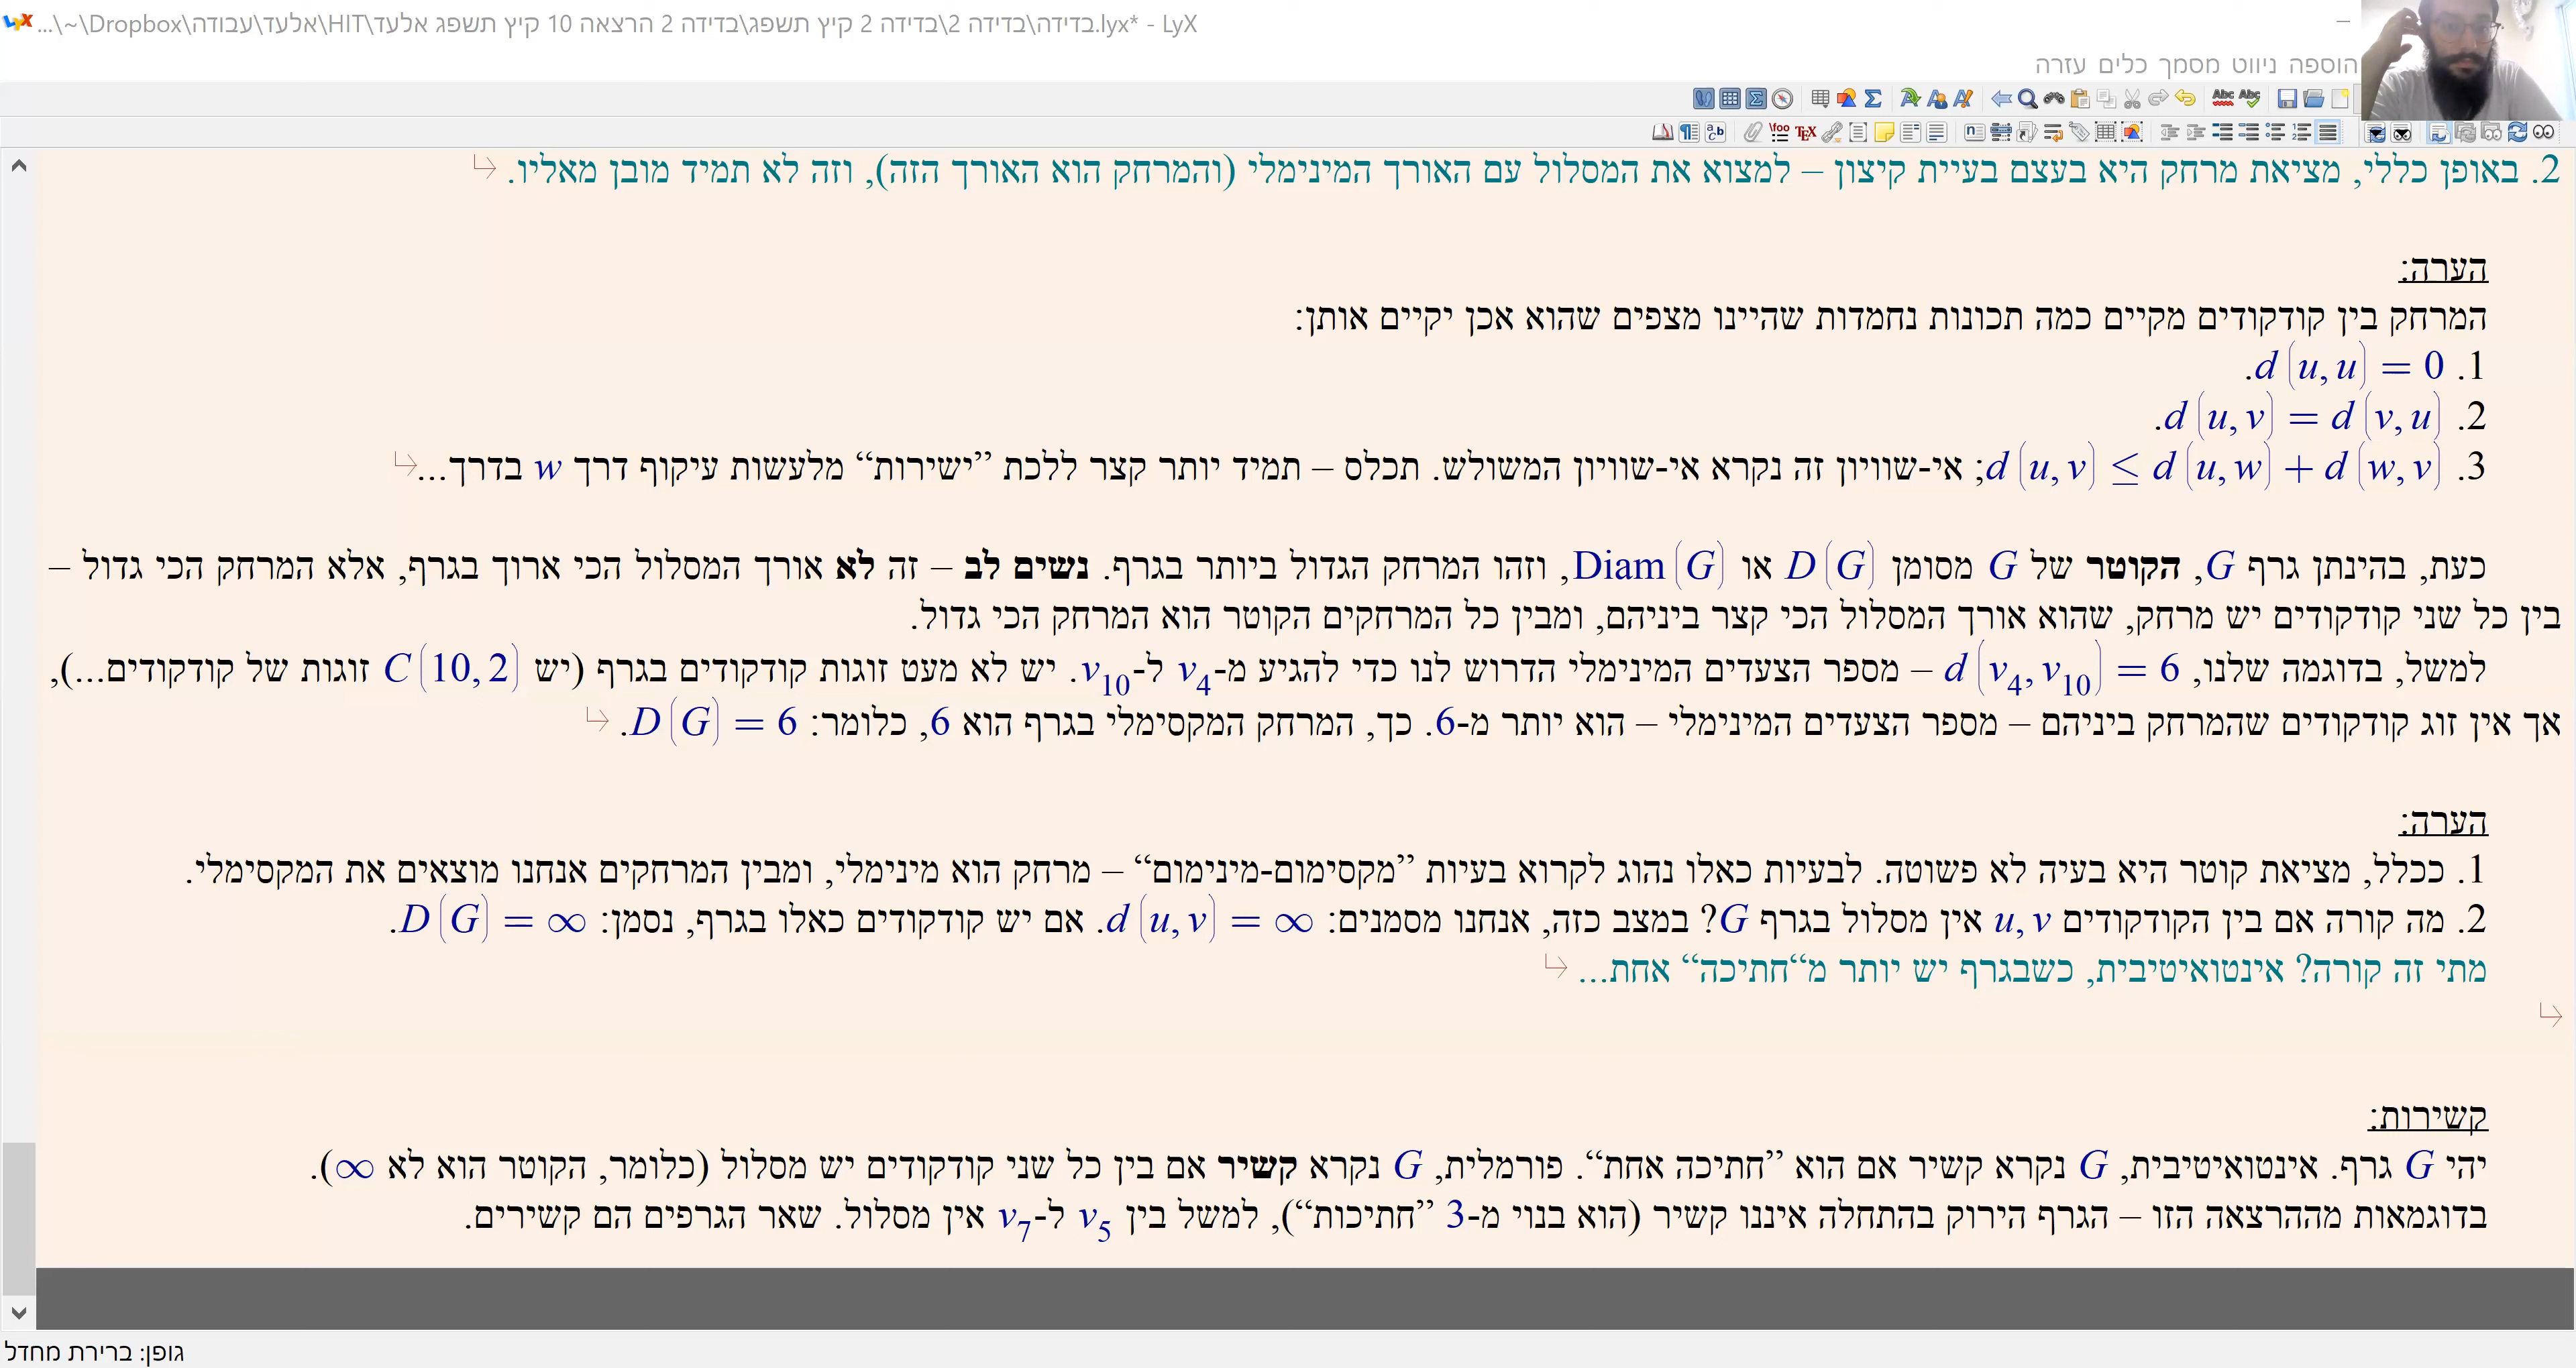 ...\~\Dropbox\עבודה\אלעד\HIT\בדידה\בדידה 2\בדידה 2 קיץ תשפג\בדידה 2 הרצאה 10 קיץ תשפג אלעד.lyx* - LyX
הוספה ניווט מסמך כלים עזרה
2. באופן כללי, מציאת מרחק היא בעצם בעיית קיצון – למצוא את המסלול עם האורך המינימלי (והמרחק הוא האורך הזה), וזה לא תמיד מובן מאליו.
הערה:
המרחק בין קודקודים מקיים כמה תכונות נחמדות שהיינו מצפים שהוא אכן יקיים אותן:
1. d(u,u) = 0.
2. d(u,v) = d(v,u).
3. d(u,v) ≤ d(u,w) + d(w,v); אי-שוויון זה נקרא אי-שוויון המשולש. תכלס – תמיד יותר קצר ללכת ”ישירות“ מלעשות עיקוף דרך w בדרך...
כעת, בהינתן גרף G, הקוטר של G מסומן D(G) או Diam(G), וזהו המרחק הגדול ביותר בגרף. נשים לב – זה לא אורך המסלול הכי ארוך בגרף, אלא המרחק הכי גדול –
בין כל שני קודקודים יש מרחק, שהוא אורך המסלול הכי קצר ביניהם, ומבין כל המרחקים הקוטר הוא המרחק הכי גדול.
למשל, בדוגמה שלנו, d(v₄,v₁₀) = 6 – מספר הצעדים המינימלי הדרוש לנו כדי להגיע מ-v₄ ל-v₁₀. יש לא מעט זוגות קודקודים בגרף (יש C(10,2) זוגות של קודקודים...),
אך אין זוג קודקודים שהמרחק ביניהם – מספר הצעדים המינימלי – הוא יותר מ-6. כך, המרחק המקסימלי בגרף הוא 6, כלומר: D(G) = 6.
הערה:
1. ככלל, מציאת קוטר היא בעיה לא פשוטה. לבעיות כאלו נהוג לקרוא בעיות ”מקסימום-מינימום“ – מרחק הוא מינימלי, ומבין המרחקים אנחנו מוצאים את המקסימלי.
2. מה קורה אם בין הקודקודים u,v אין מסלול בגרף G? במצב כזה, אנחנו מסמנים: d(u,v) = ∞. אם יש קודקודים כאלו בגרף, נסמן: D(G) = ∞.
מתי זה קורה? אינטואיטיבית, כשבגרף יש יותר מ”חתיכה“ אחת...
קשירות:
יהי G גרף. אינטואיטיבית, G נקרא קשיר אם הוא ”חתיכה אחת“. פורמלית, G נקרא קשיר אם בין כל שני קודקודים יש מסלול (כלומר, הקוטר הוא לא ∞).
בדוגמאות מההרצאה הזו – הגרף הירוק בהתחלה איננו קשיר (הוא בנוי מ-3 ”חתיכות“), למשל בין v₅ ל-v₇ אין מסלול. שאר הגרפים הם קשירים.
גופן: ברירת מחדל